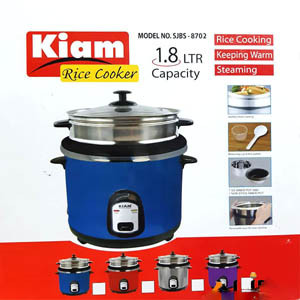 Kiam
Rice Cooker
MODEL NO. SJBS - 8702
1.8 LTR
Capacity
Rice Cooking
Keeping Warm
Steaming
KIAM